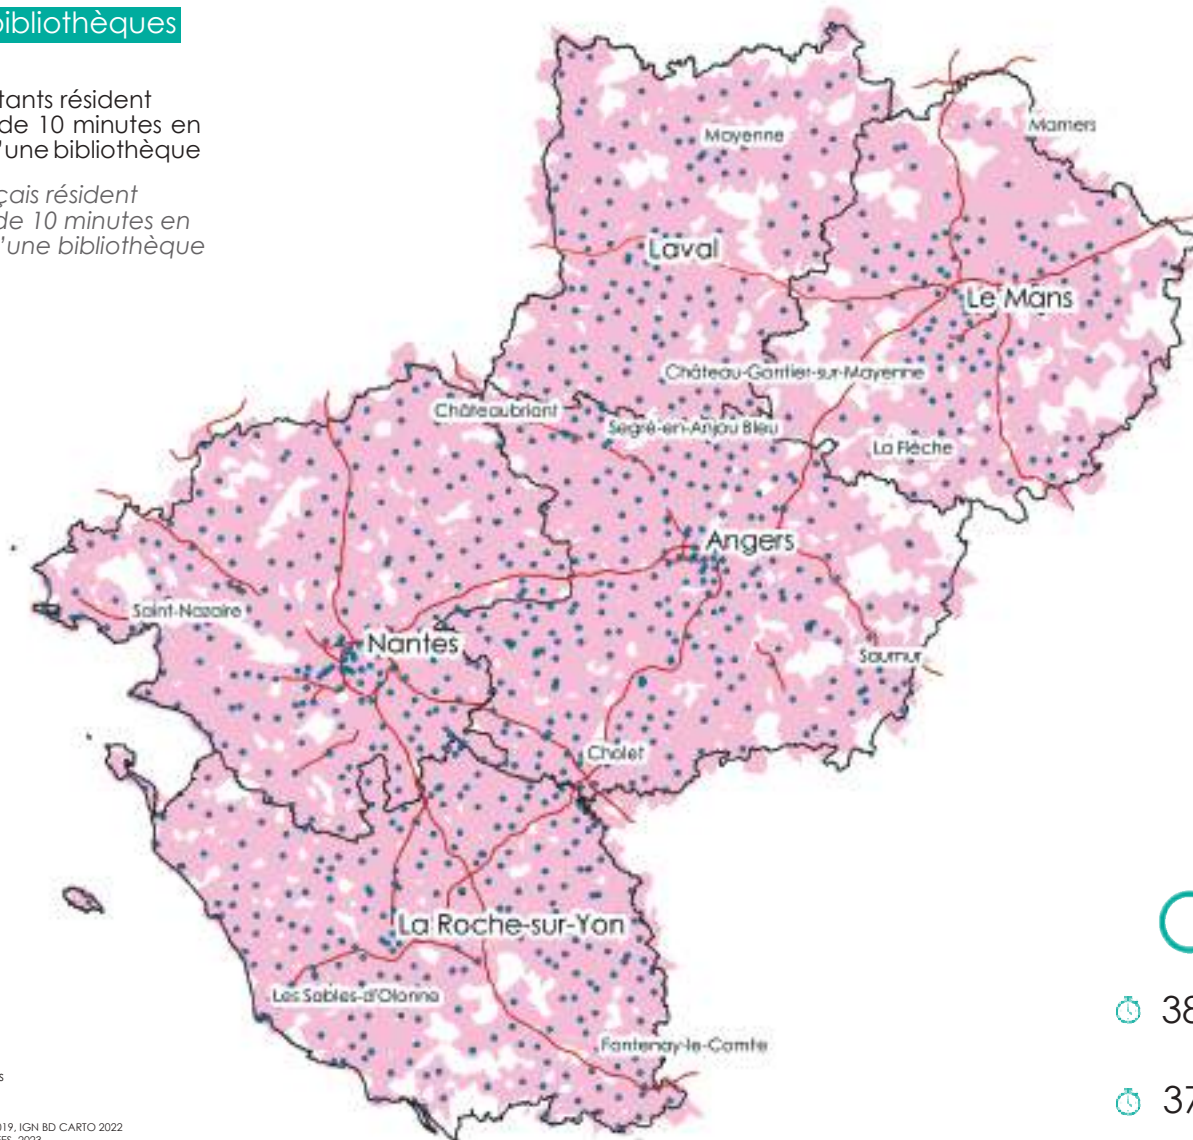 bibliothèques
tants résident
de 10 minutes en
'une bibliothèque
çais résident
de 10 minutes en
'une bibliothèque
Mayenne
Mamers
Laval
Le Mans
Château-Gontier-sur-Mayenne
Châteaubriant
Segré-en-Anjou Bleu
La Flèche
Angers
Saint-Nazaire
Nantes
Saumur
Cholet
La Roche-sur-Yon
Les Sables-d'Olonne
Fontenay-le-Comte
38
37
s
019, IGN BD CARTO 2022
2023